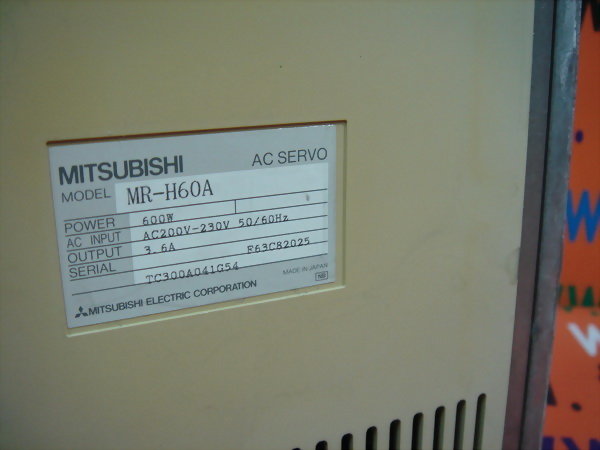 MITSUBISHI AC SERVO
MODEL MR-H60A
POWER 600W
AC INPUT AC200V-230V 50/60Hz
OUTPUT 3.6A
SERIAL F63C82025
TC300A041G54
MADE IN JAPAN
MITSUBISHI ELECTRIC CORPORATION
W
W